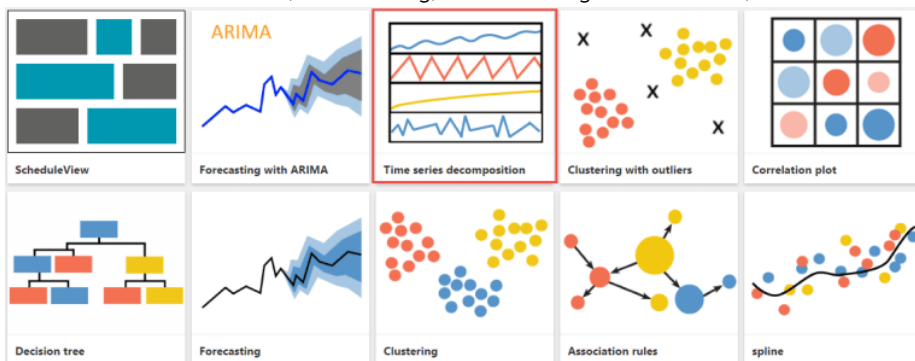 ARIMA
X X
X
X
ScheduleView
Forecasting with ARIMA
Time series decomposition
Clustering with outliers
Correlation plot
Decision tree
Forecasting
Clustering
Association rules
spline